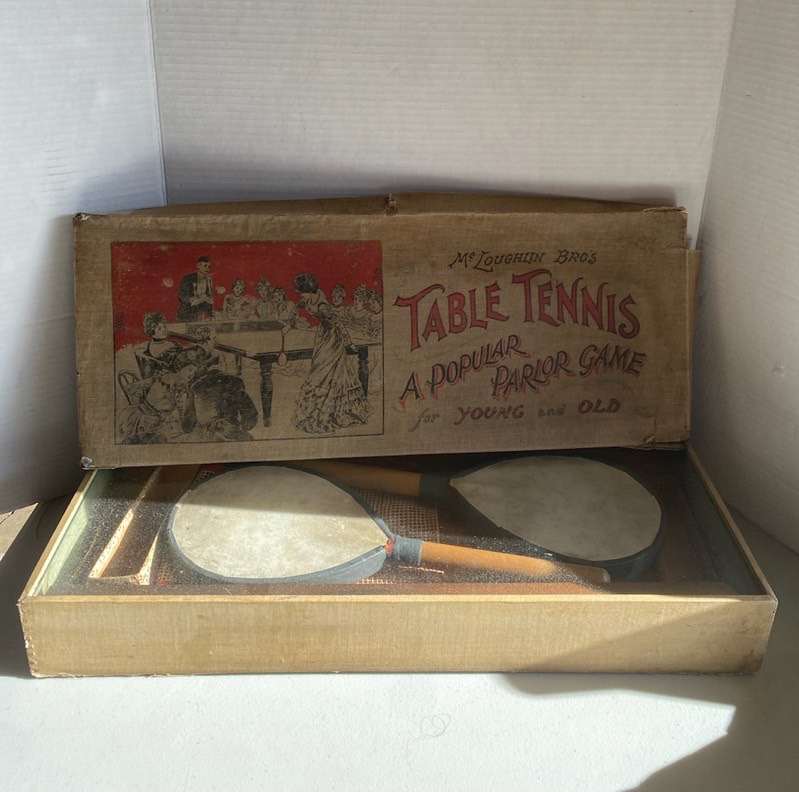 McLOUGHLIN BRO'S
TABLE TENNIS
A POPULAR
PARLOR GAME
for YOUNG and OLD